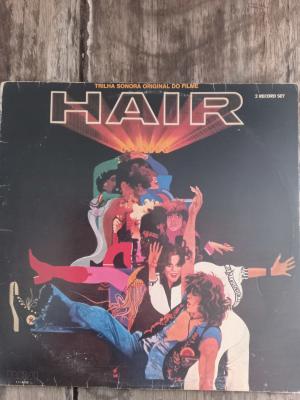 TRILHA SONORA ORIGINAL DO FILME
HAIR
2 RECORD SET